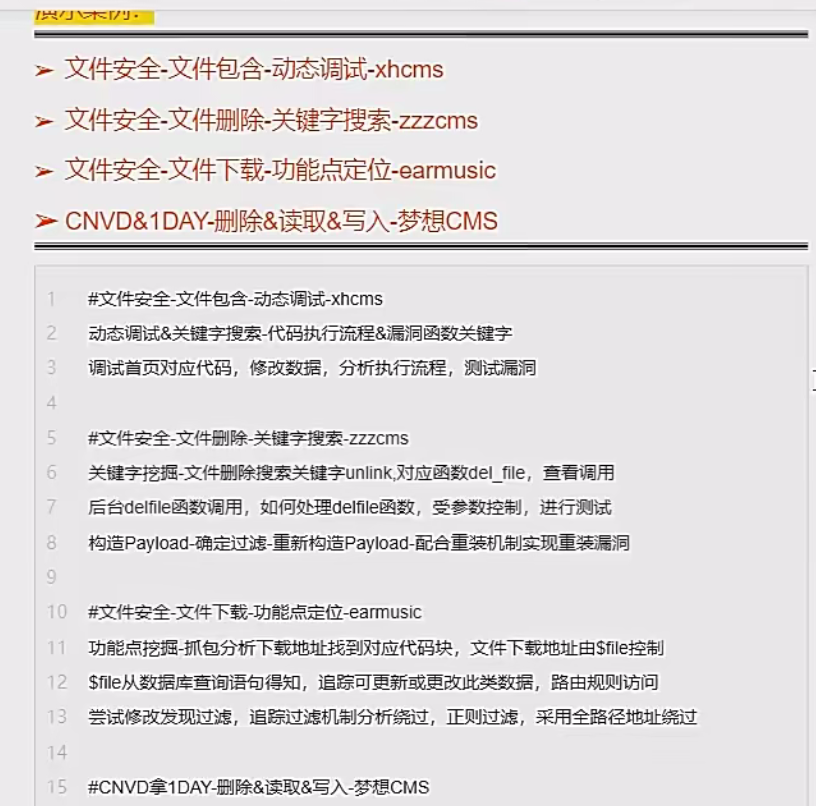 演示案例：
➢ 文件安全-文件包含-动态调试-xhcms
➢ 文件安全-文件删除-关键字搜索-zzzcms
➢ 文件安全-文件下载-功能点定位-earmusic
➢ CNVD&1DAY-删除&读取&写入-梦想CMS
1 #文件安全-文件包含-动态调试-xhcms
2 动态调试&关键字搜索-代码执行流程&漏洞函数关键字
3 调试首页对应代码，修改数据，分析执行流程，测试漏洞
4
5 #文件安全-文件删除-关键字搜索-zzzcms
6 关键字挖掘-文件删除搜索关键字unlink,对应函数del_file，查看调用
7 后台delfile函数调用，如何处理delfile函数，受参数控制，进行测试
8 构造Payload-确定过滤-重新构造Payload-配合重装机制实现重装漏洞
9
10 #文件安全-文件下载-功能点定位-earmusic
11 功能点挖掘-抓包分析下载地址找到对应代码块，文件下载地址由$file控制
12 $file从数据库查询语句得知，追踪可更新或更改此类数据，路由规则访问
13 尝试修改发现过滤，追踪过滤机制分析绕过，正则过滤，采用全路径地址绕过
14
15 #CNVD拿1DAY-删除&读取&写入-梦想CMS